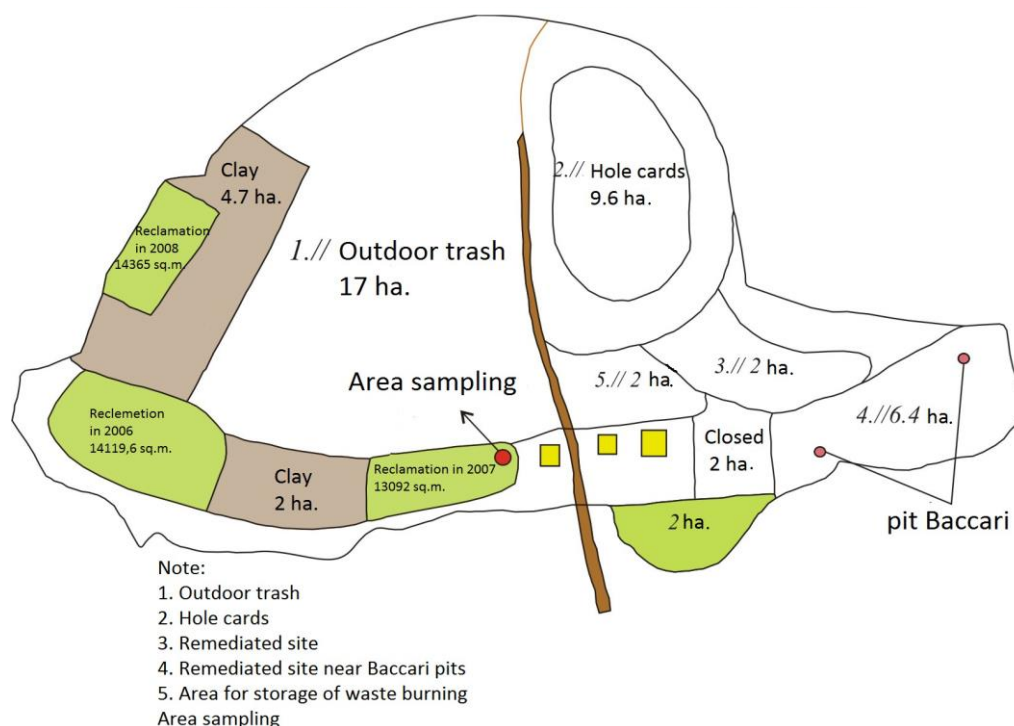 Clay
4.7 ha.
Reclamation
in 2008
14365 sq.m.
2.// Hole cards
9.6 ha.
1.// Outdoor trash
17 ha.
Area sampling
5.// 2 ha.
3.// 2 ha.
4.//6.4 ha.
Reclemetion
in 2006
14119,6 sq.m.
Clay
2 ha.
Reclamation in 2007
13092 sq.m.
Closed
2 ha.
2 ha.
pit Baccari
Note:
1. Outdoor trash
2. Hole cards
3. Remediated site
4. Remediated site near Baccari pits
5. Area for storage of waste burning
Area sampling